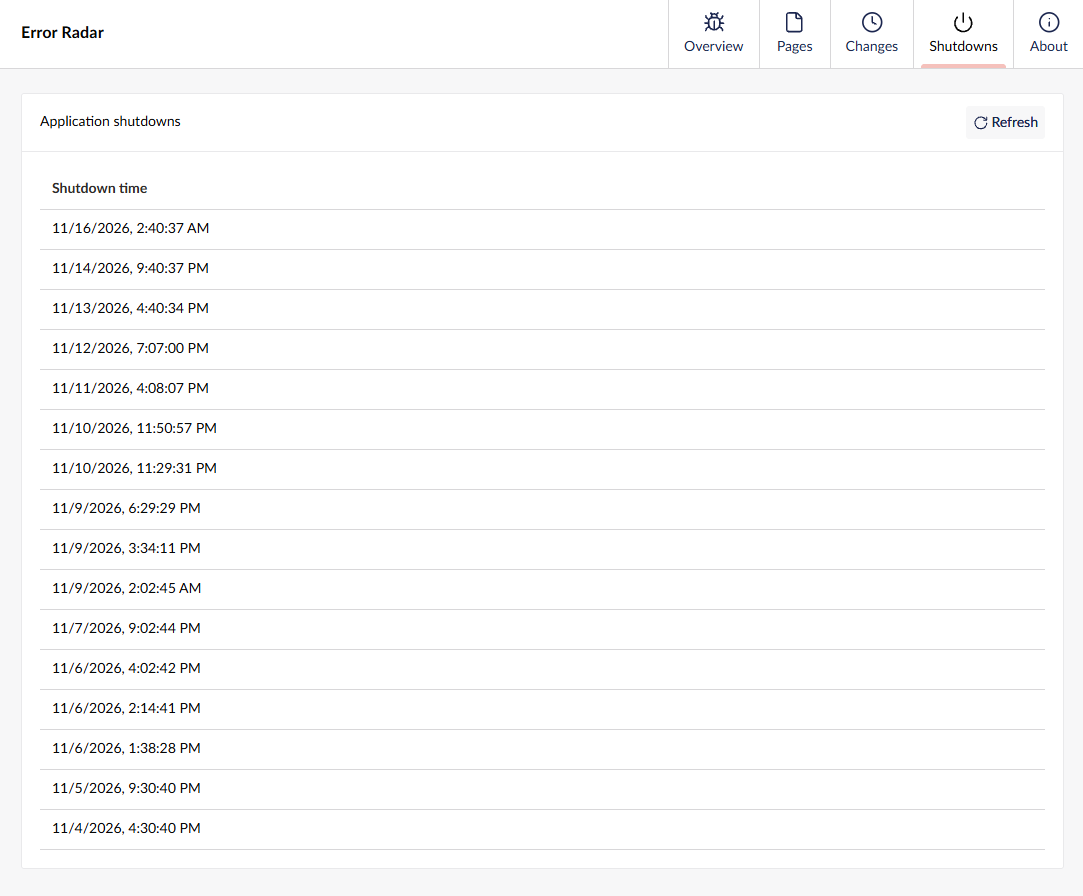 Error Radar
Overview
Pages
Changes
Shutdowns
About
Application shutdowns
Refresh
Shutdown time
11/16/2026, 2:40:37 AM
11/14/2026, 9:40:37 PM
11/13/2026, 4:40:34 PM
11/12/2026, 7:07:00 PM
11/11/2026, 4:08:07 PM
11/10/2026, 11:50:57 PM
11/10/2026, 11:29:31 PM
11/9/2026, 6:29:29 PM
11/9/2026, 3:34:11 PM
11/9/2026, 2:02:45 AM
11/7/2026, 9:02:44 PM
11/6/2026, 4:02:42 PM
11/6/2026, 2:14:41 PM
11/6/2026, 1:38:28 PM
11/5/2026, 9:30:40 PM
11/4/2026, 4:30:40 PM